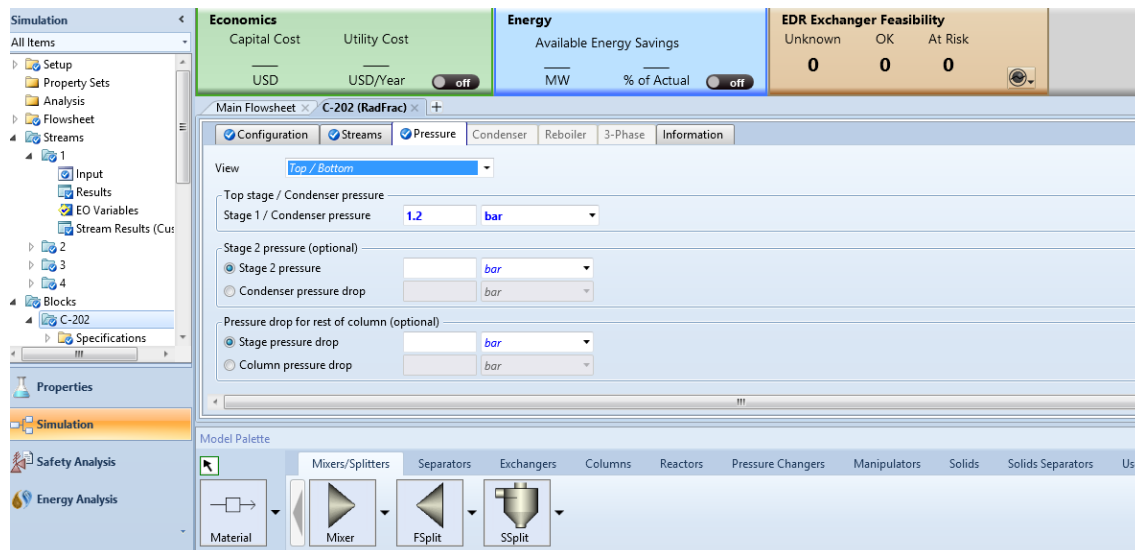 Simulation
All Items
Setup
Property Sets
Analysis
Flowsheet
Streams
1
Input
Results
EO Variables
Stream Results (Cus
2
3
4
Blocks
C-202
Specifications
Properties
Simulation
Safety Analysis
Energy Analysis
Economics
Capital Cost Utility Cost
USD USD/Year off
Energy
Available Energy Savings
MW % of Actual off
EDR Exchanger Feasibility
Unknown OK At Risk
0 0 0
Main Flowsheet C-202 (RadFrac) +
Configuration Streams Pressure Condenser Reboiler 3-Phase Information
View Top / Bottom
Top stage / Condenser pressure
Stage 1 / Condenser pressure 1.2 bar
Stage 2 pressure (optional)
Stage 2 pressure bar
Condenser pressure drop bar
Pressure drop for rest of column (optional)
Stage pressure drop bar
Column pressure drop bar
Model Palette
Mixers/Splitters Separators Exchangers Columns Reactors Pressure Changers Manipulators Solids Solids Separators Us
Material Mixer FSplit SSplit